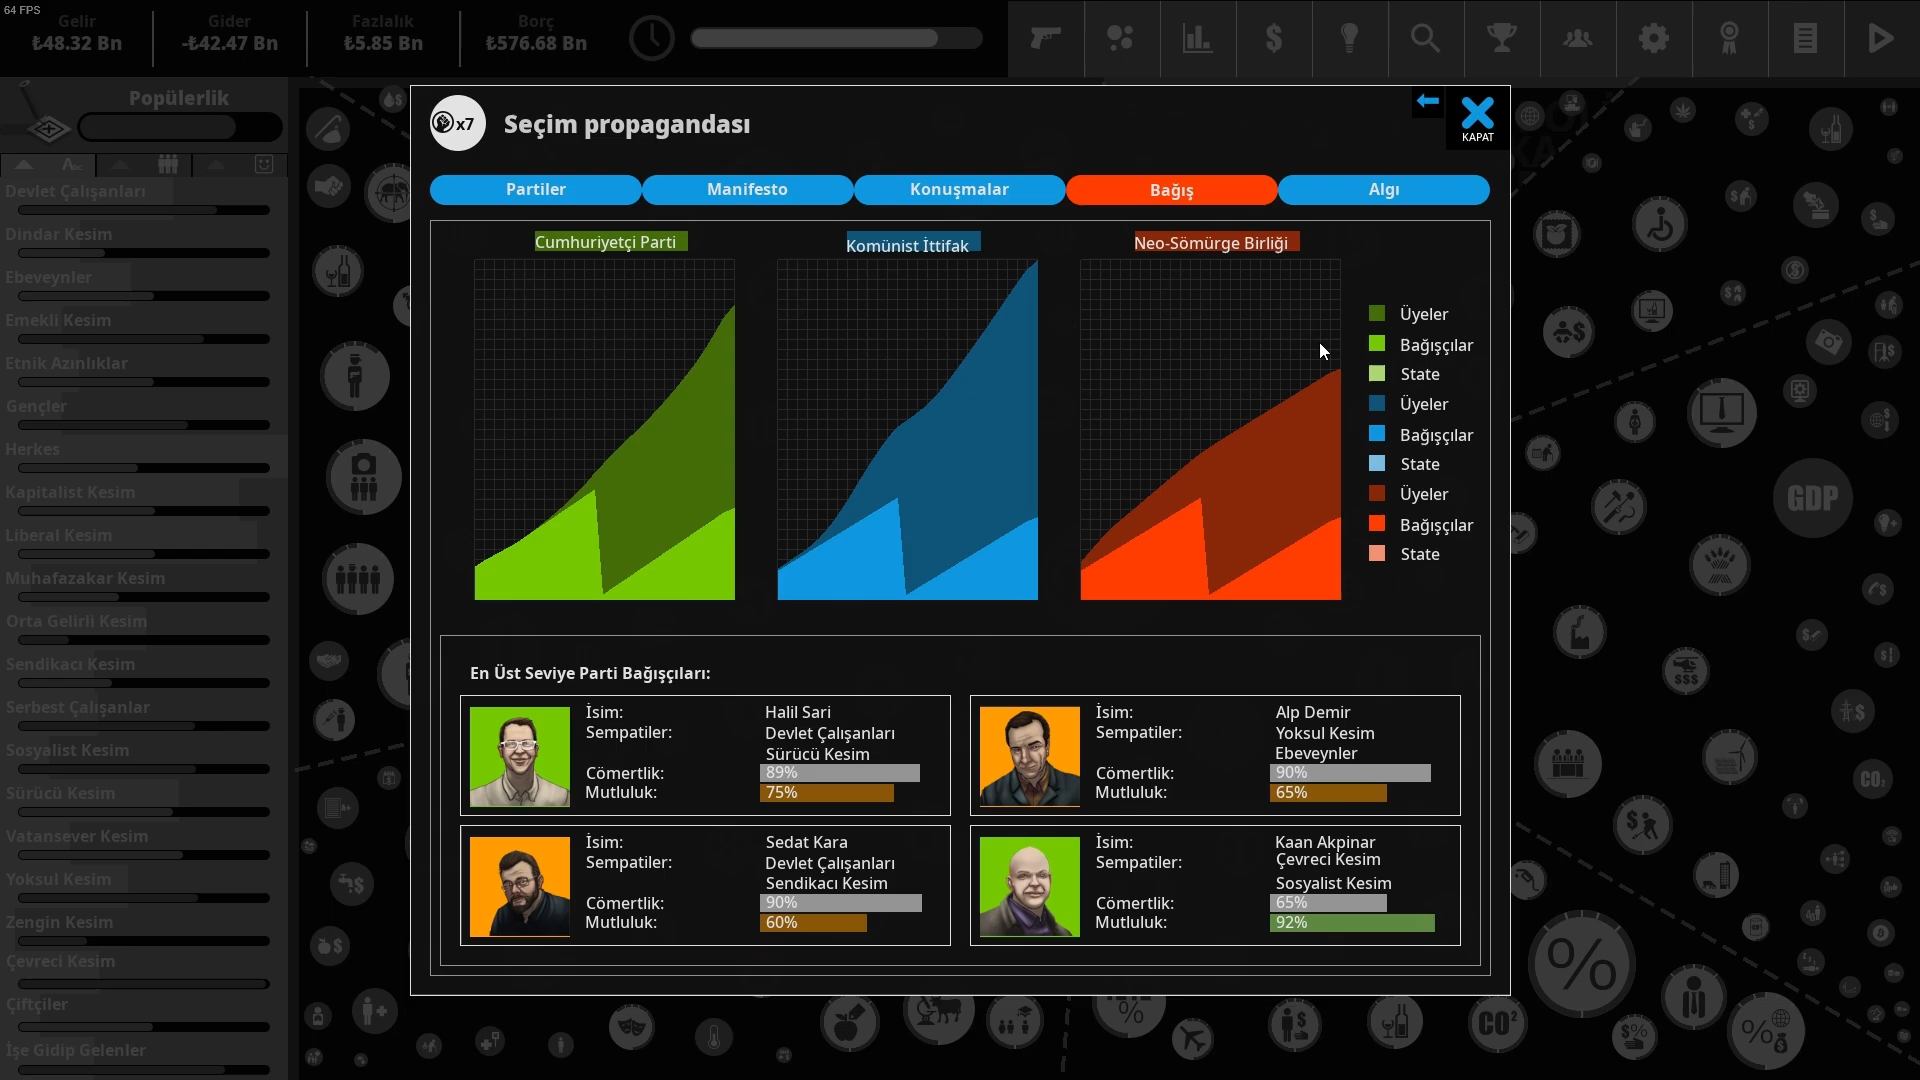 64 FPS
Gelir
₺48.32 Bn
Gider
-₺42.47 Bn
Fazlalık
₺5.85 Bn
Borç
₺576.68 Bn
Popülerlik
Devlet Çalışanları
Dindar Kesim
Ebeveynler
Emekli Kesim
Etnik Azınlıklar
Gençler
Herkes
Kapitalist Kesim
Liberal Kesim
Muhafazakar Kesim
Orta Gelirli Kesim
Sendikacı Kesim
Serbest Çalışanlar
Sosyalist Kesim
Sürücü Kesim
Vatansever Kesim
Yoksul Kesim
Zengin Kesim
Çevreci Kesim
Çiftçiler
İşe Gidip Gelenler
x7
Seçim propagandası
KAPAT
Partiler
Manifesto
Konuşmalar
Bağış
Algı
Cumhuriyetçi Parti
Komünist İttifak
Neo-Sömürge Birliği
Üyeler
Bağışçılar
State
Üyeler
Bağışçılar
State
Üyeler
Bağışçılar
State
En Üst Seviye Parti Bağışçıları:
İsim: Halil Sari
Sempatiler: Devlet Çalışanları
Sürücü Kesim
Cömertlik: 89%
Mutluluk: 75%
İsim: Alp Demir
Sempatiler: Yoksul Kesim
Ebeveynler
Cömertlik: 90%
Mutluluk: 65%
İsim: Sedat Kara
Sempatiler: Devlet Çalışanları
Sendikacı Kesim
Cömertlik: 90%
Mutluluk: 60%
İsim: Kaan Akpinar
Sempatiler: Çevreci Kesim
Sosyalist Kesim
Cömertlik: 65%
Mutluluk: 92%
GDP
CO₂
CO²